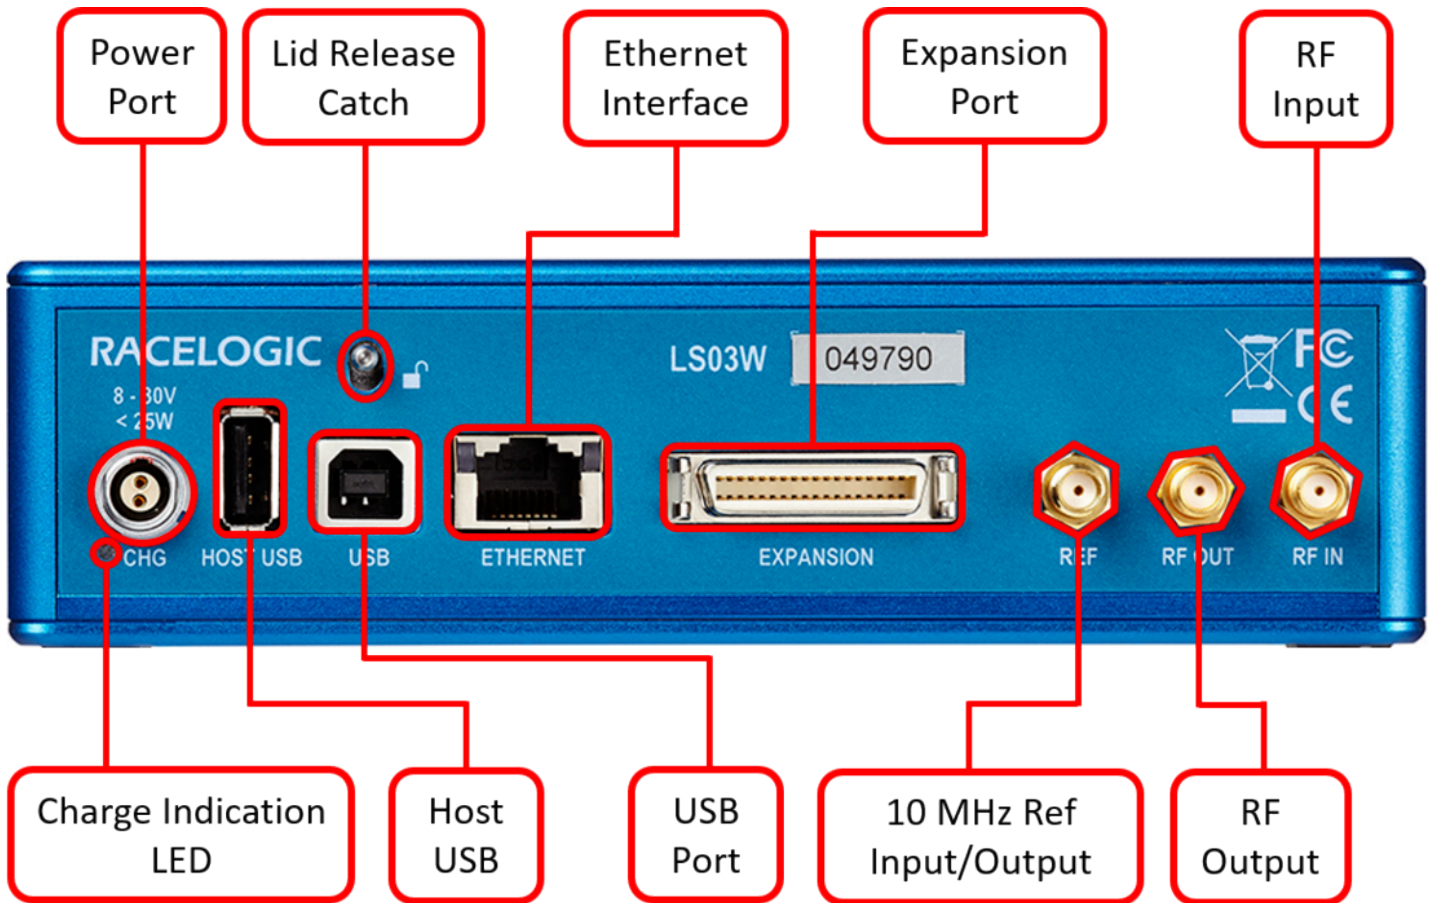 Power
Port
Lid Release
Catch
Ethernet
Interface
Expansion
Port
RF
Input
RACELOGIC
8 - 30V
< 25W
LS03W
049790
FC
CE
CHG
HOST USB
USB
ETHERNET
EXPANSION
REF
RF OUT
RF IN
Charge Indication
LED
Host
USB
USB
Port
10 MHz Ref
Input/Output
RF
Output